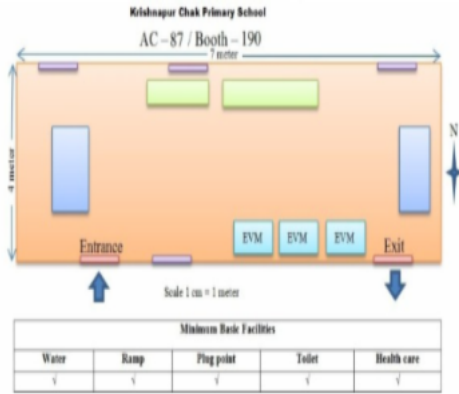 Krishnapur Chak Primary School
AC – 87 / Booth – 190
7 meter
4 meter
N
EVM EVM EVM
Entrance Exit
Scale 1 cm = 1 meter
Minimum Basic Facilities
Water Ramp Plug point Toilet Health care
√ √ √ √ √